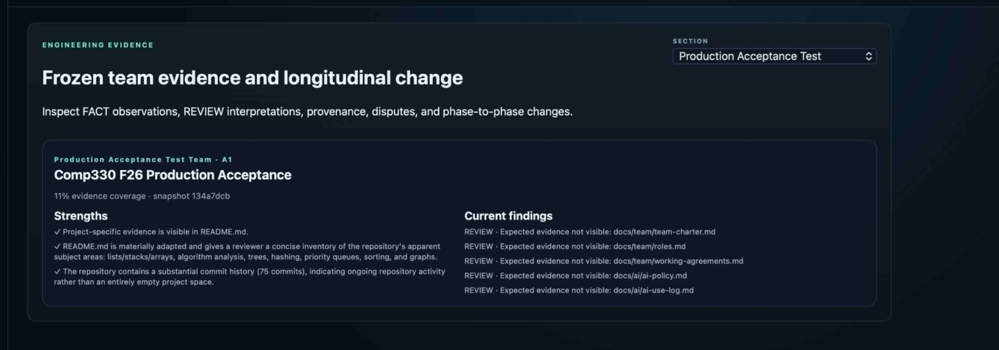 ENGINEERING EVIDENCE
SECTION
Production Acceptance Test
Frozen team evidence and longitudinal change
Inspect FACT observations, REVIEW interpretations, provenance, disputes, and phase-to-phase changes.
Production Acceptance Test Team · A1
Comp330 F26 Production Acceptance
11% evidence coverage · snapshot 134a7dcb
Strengths
✓ Project-specific evidence is visible in README.md.
✓ README.md is materially adapted and gives a reviewer a concise inventory of the repository's apparent
subject areas: lists/stacks/arrays, algorithm analysis, trees, hashing, priority queues, sorting, and graphs.
✓ The repository contains a substantial commit history (75 commits), indicating ongoing repository activity
rather than an entirely empty project space.
Current findings
REVIEW · Expected evidence not visible: docs/team/team-charter.md
REVIEW · Expected evidence not visible: docs/team/roles.md
REVIEW · Expected evidence not visible: docs/team/working-agreements.md
REVIEW · Expected evidence not visible: docs/ai/ai-policy.md
REVIEW · Expected evidence not visible: docs/ai/ai-use-log.md